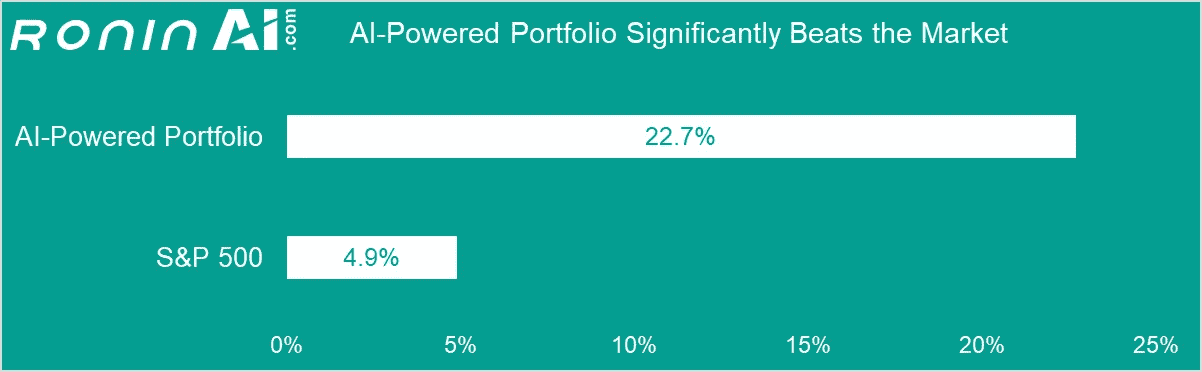 RONIN AI.com
AI-Powered Portfolio Significantly Beats the Market
AI-Powered Portfolio
22.7%
S&P 500
4.9%
0% 5% 10% 15% 20% 25%